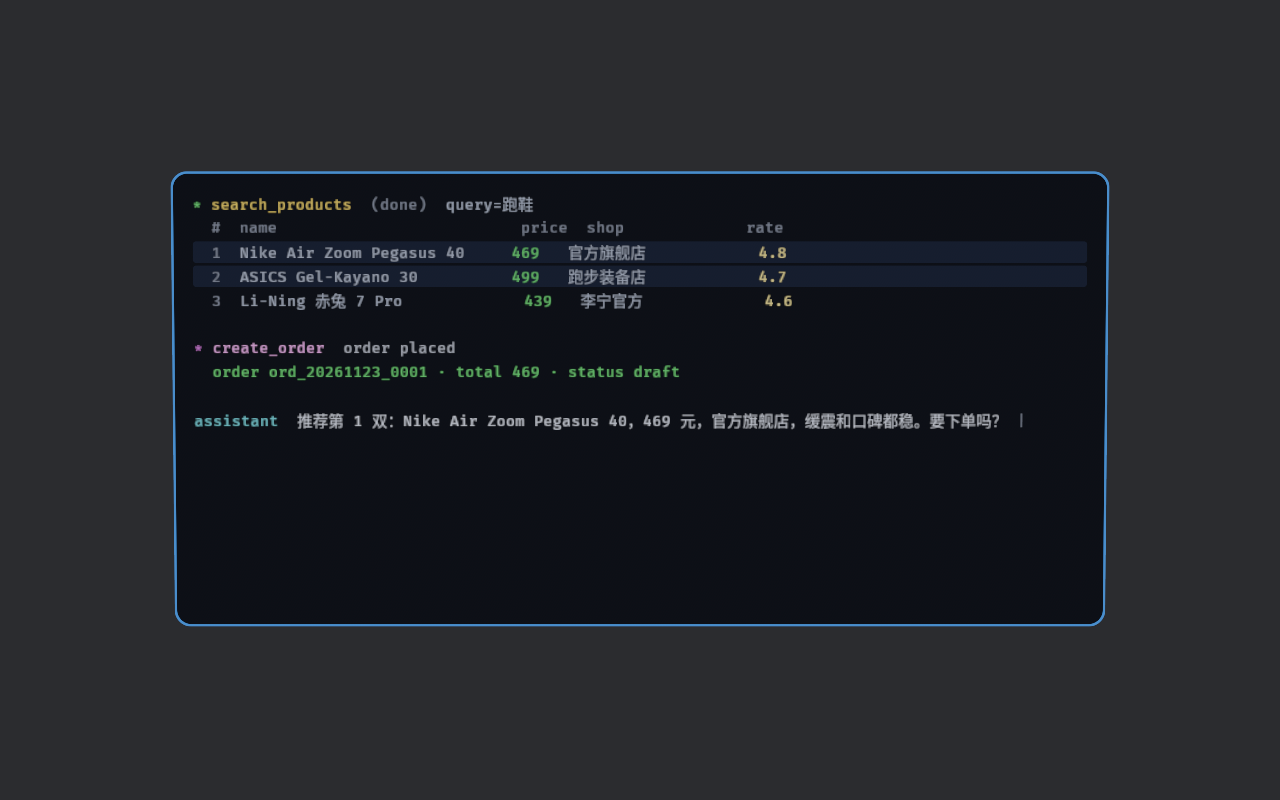 * search_products (done) query=跑鞋
# name price shop rate
1 Nike Air Zoom Pegasus 40 469 官方旗舰店 4.8
2 ASICS Gel-Kayano 30 499 跑步装备店 4.7
3 Li-Ning 赤兔 7 Pro 439 李宁官方 4.6
* create_order order placed
order ord_20261123_0001 · total 469 · status draft
assistant 推荐第 1 双: Nike Air Zoom Pegasus 40, 469 元, 官方旗舰店, 缓震和口碑都稳。要下单吗?